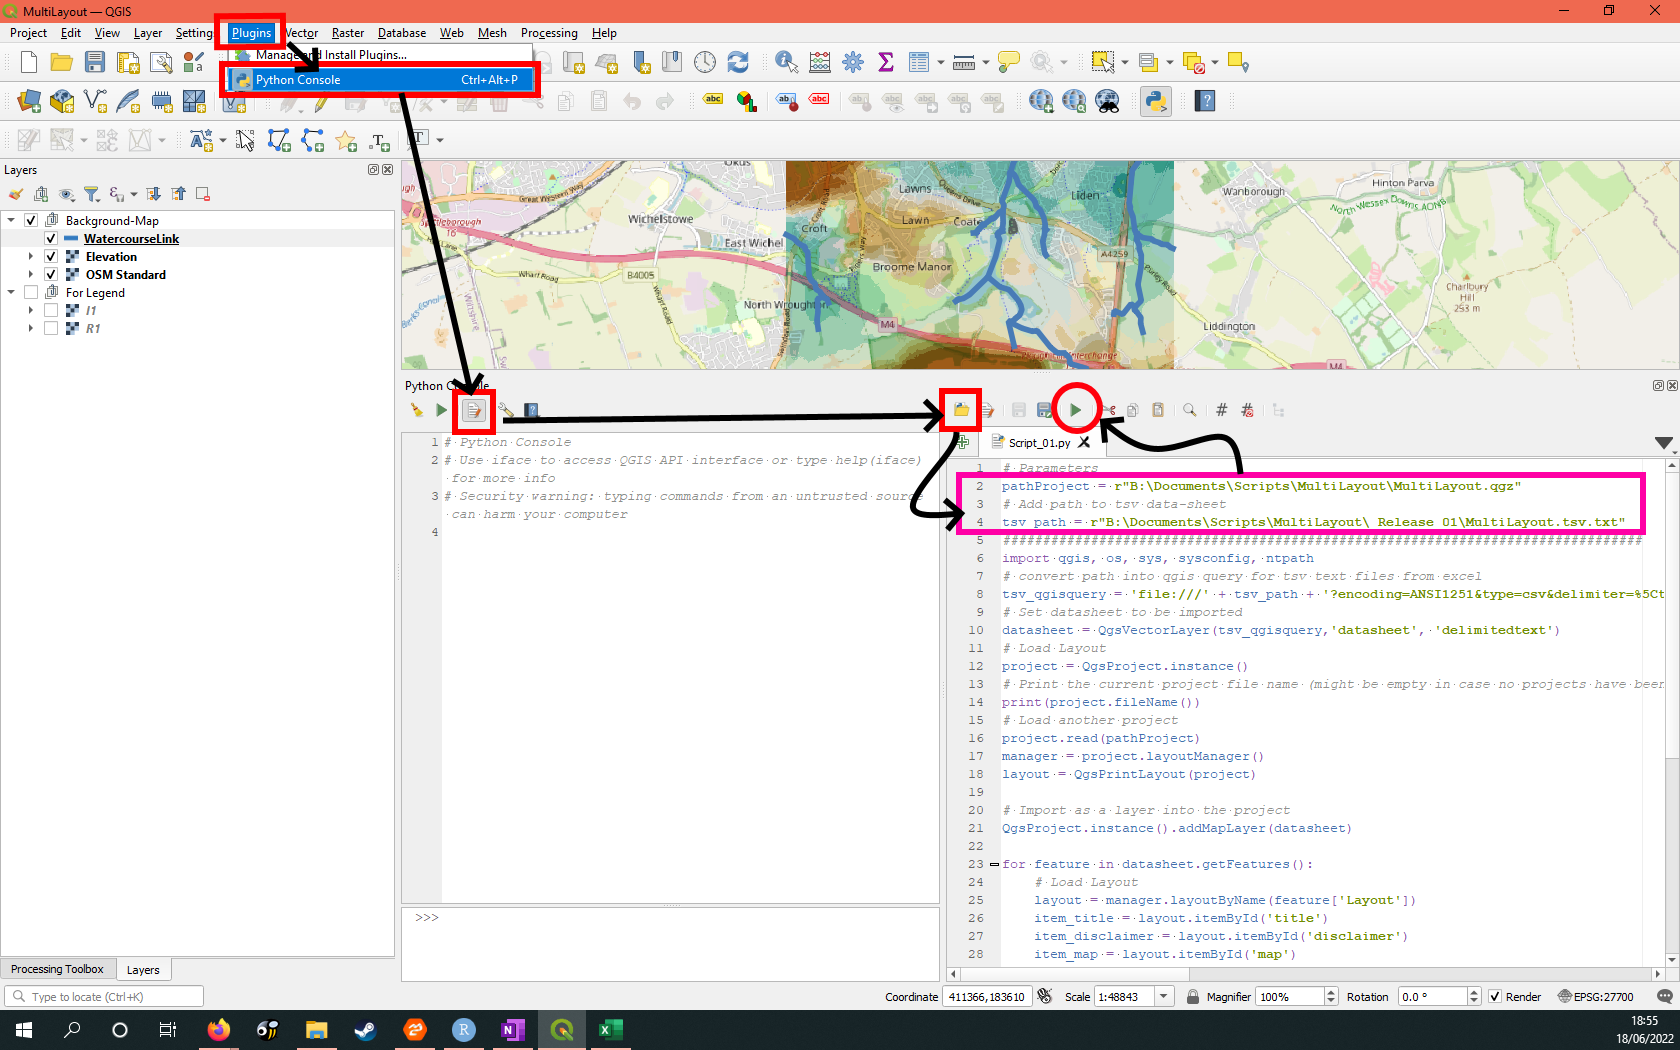 MultiLayout — QGIS
Project Edit View Layer Settings Plugins Vector Raster Database Web Mesh Processing Help
Manage and Install Plugins...
Python Console Ctrl+Alt+P
Layers
Background-Map
WatercourseLink
Elevation
OSM Standard
For Legend
I1
R1
Okus
Lawns
Liden
Wanborough
Hinton Parva
North Wessex Downs AONB
Great Western Way
Wichelstowe
Lawn
Coate
Croft
East Wichel
Broome Manor
A4259
B4005
Wharf Road
North Wroughton
M4
Charlbury
Hill
253 m
Liddington
M4
Python Console
1 # Python Console
2 # Use iface to access QGIS API interface or type help(iface)
for more info
3 # Security warning: typing commands from an untrusted source
can harm your computer
4
>>>
Script_01.py
1 # Parameters
2 pathProject = r"B:\Documents\Scripts\MultiLayout\MultiLayout.qgz"
3 # Add path to tsv data-sheet
4 tsv_path = r"B:\Documents\Scripts\MultiLayout\ Release 01\MultiLayout.tsv.txt"
5 ################################################################################
6 import qgis, os, sys, sysconfig, ntpath
7 # convert path into qgis query for tsv text files from excel
8 tsv_qgisquery = 'file:///' + tsv_path + '?encoding=ANSI1251&type=csv&delimiter=%5Ct
9 # Set datasheet to be imported
10 datasheet = QgsVectorLayer(tsv_qgisquery,'datasheet', 'delimitedtext')
11 # Load Layout
12 project = QgsProject.instance()
13 # Print the current project file name (might be empty in case no projects have been
14 print(project.fileName())
15 # Load another project
16 project.read(pathProject)
17 manager = project.layoutManager()
18 layout = QgsPrintLayout(project)
19
20 # Import as a layer into the project
21 QgsProject.instance().addMapLayer(datasheet)
22
23 for feature in datasheet.getFeatures():
24 # Load Layout
25 layout = manager.layoutByName(feature['Layout'])
26 item_title = layout.itemById('title')
27 item_disclaimer = layout.itemById('disclaimer')
28 item_map = layout.itemById('map')
Processing Toolbox Layers
Type to locate (Ctrl+K)
Coordinate 411366,183610 Scale 1:48843 Magnifier 100% Rotation 0.0 ° Render EPSG:27700
18:55
18/06/2022